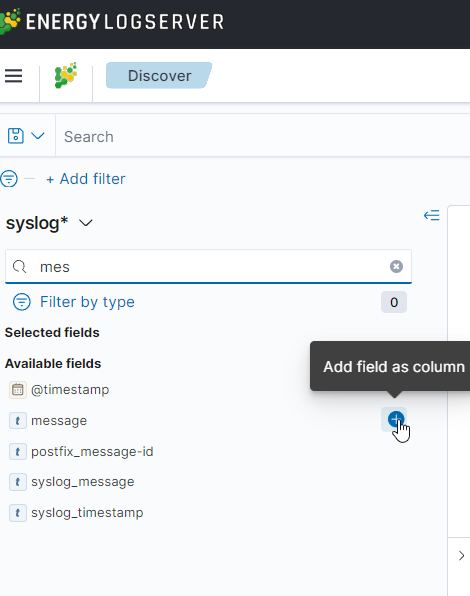 ENERGYLOGSERVER
Discover
Search
+ Add filter
syslog*
mes
Filter by type
0
Selected fields
Available fields
Add field as column
@timestamp
t message
t postfix_message-id
t syslog_message
t syslog_timestamp